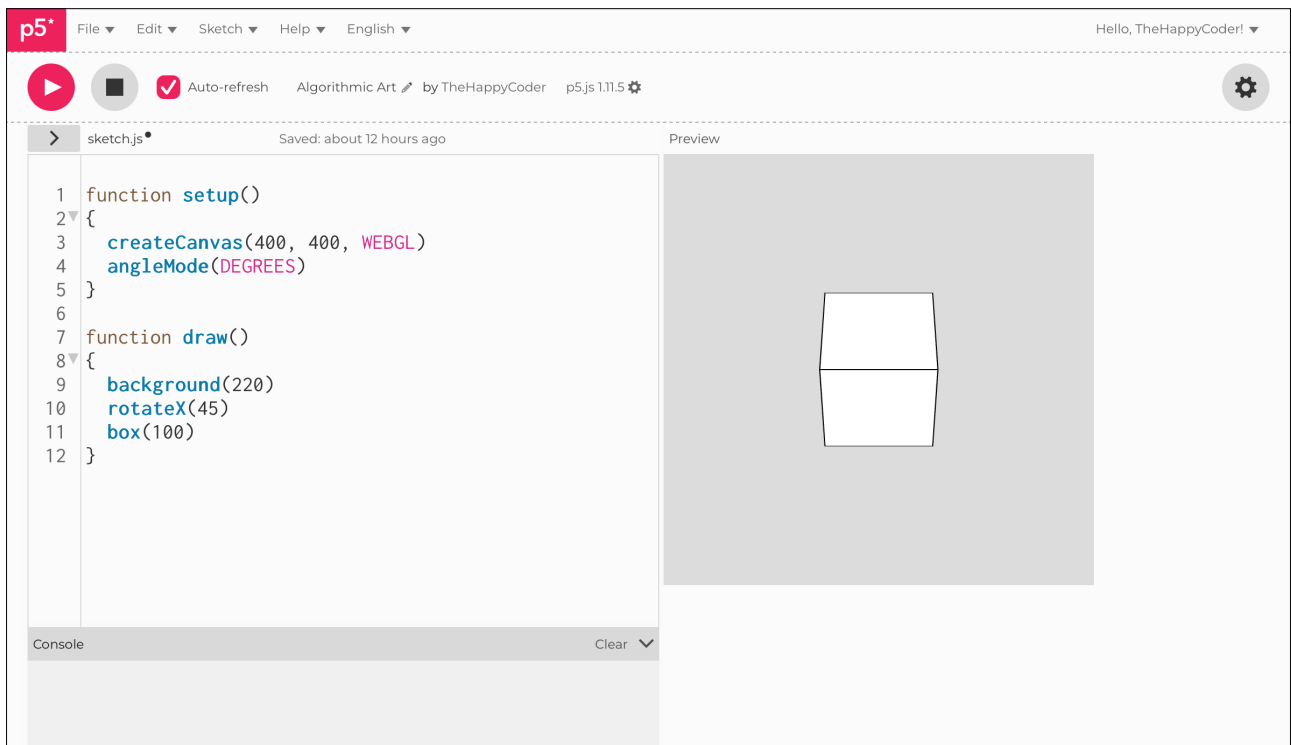 p5* File Edit Sketch Help English Hello, TheHappyCoder!
Auto-refresh Algorithmic Art by TheHappyCoder p5.js 1.11.5
sketch.js Saved: about 12 hours ago Preview
1 function setup()
2 {
3 createCanvas(400, 400, WEBGL)
4 angleMode(DEGREES)
5 }
6
7 function draw()
8 {
9 background(220)
10 rotateX(45)
11 box(100)
12 }
Console Clear